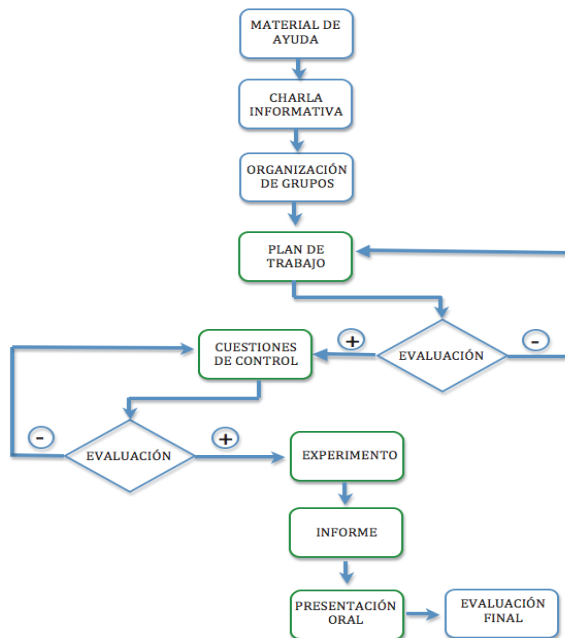 MATERIAL DE
AYUDA
CHARLA
INFORMATIVA
ORGANIZACIÓN
DE GRUPOS
PLAN DE
TRABAJO
CUESTIONES
DE CONTROL
+
EVALUACIÓN
-
-
EVALUACIÓN
+
EXPERIMENTO
INFORME
PRESENTACIÓN
ORAL
EVALUACIÓN
FINAL